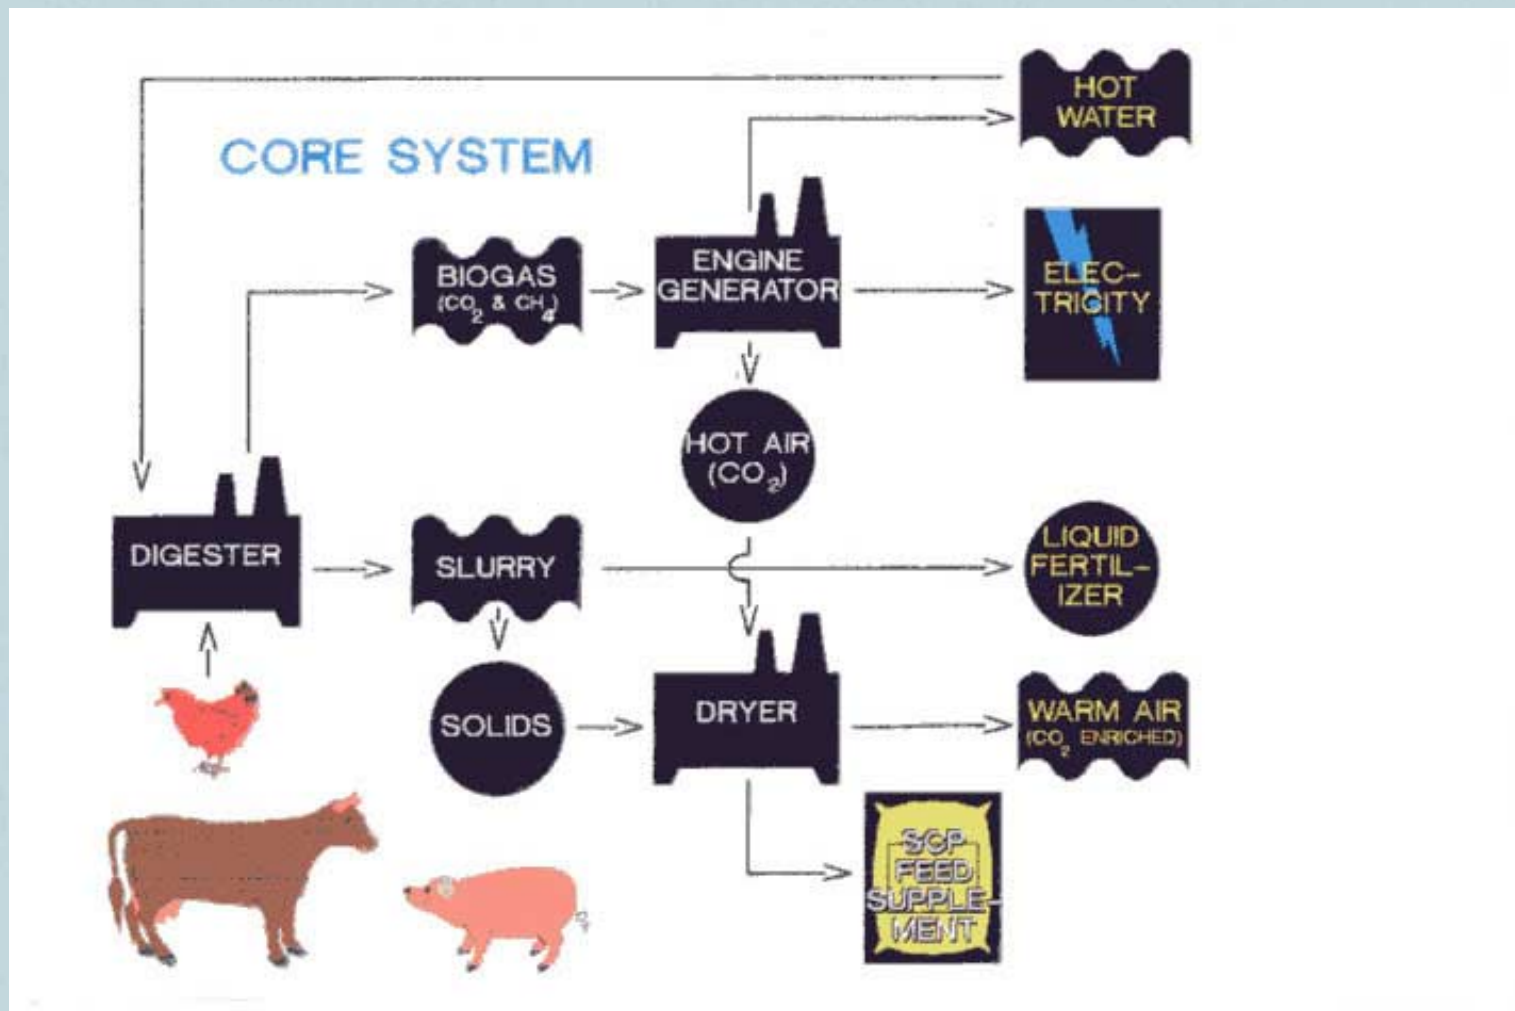 HOT
WATER
CORE SYSTEM
BIOGAS
(CO₂ & CH₄)
ENGINE
GENERATOR
ELEC-
TRICITY
HOT AIR
(CO₂)
DIGESTER
SLURRY
LIQUID
FERTIL-
IZER
SOLIDS
DRYER
WARM AIR
(CO₂ ENRICHED)
SCP
FEED
SUPPLE-
MENT